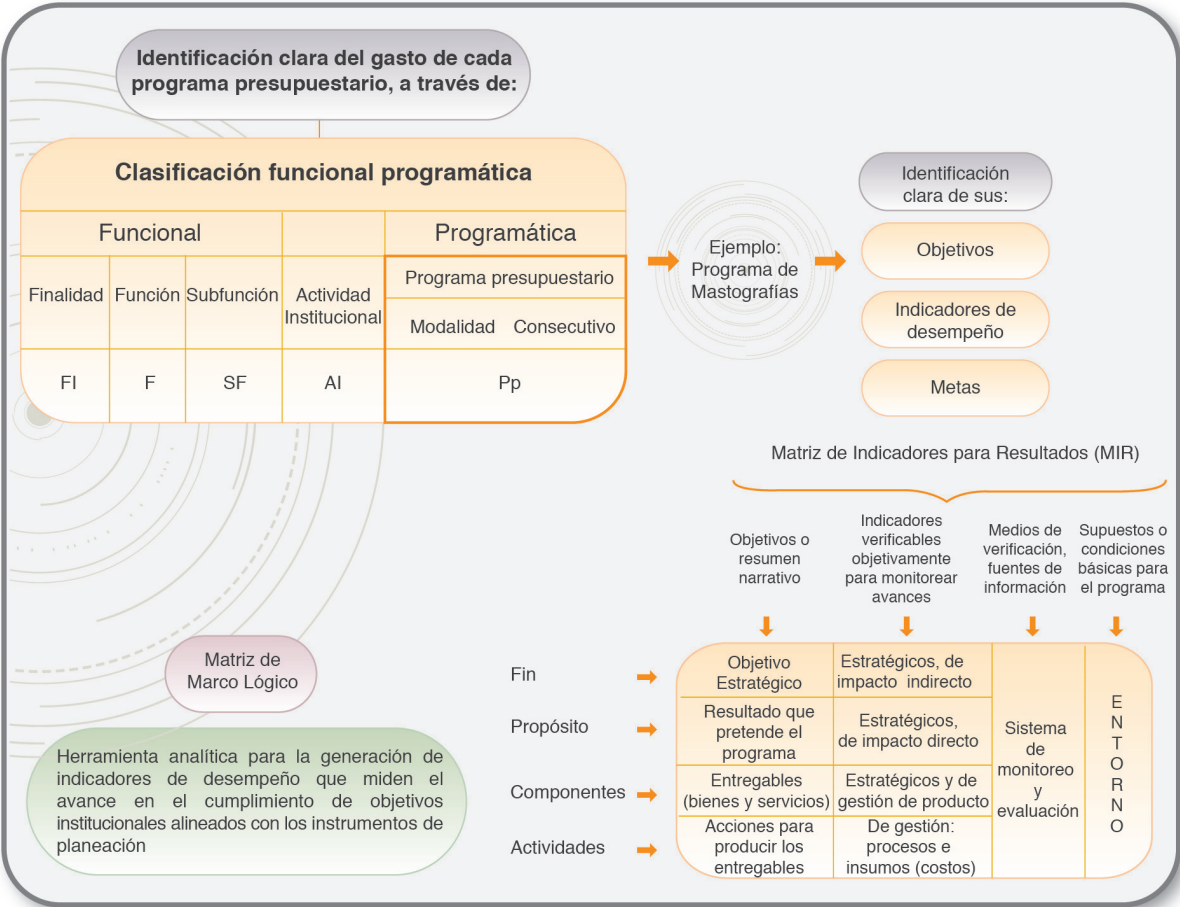 Identificación clara del gasto de cada
programa presupuestario, a través de:
Clasificación funcional programática
Funcional
Programática
Finalidad
Función
Subfunción
Actividad
Institucional
Programa presupuestario
Modalidad Consecutivo
FI
F
SF
AI
Pp
Ejemplo:
Programa de
Mastografías
Identificación
clara de sus:
Objetivos
Indicadores de
desempeño
Metas
Matriz de Indicadores para Resultados (MIR)
Objetivos o
resumen
narrativo
Indicadores
verificables
objetivamente
para monitorear
avances
Medios de
verificación,
fuentes de
información
Supuestos o
condiciones
básicas para
el programa
Matriz de
Marco Lógico
Herramienta analítica para la generación de
indicadores de desempeño que miden el
avance en el cumplimiento de objetivos
institucionales alineados con los instrumentos de
planeación
Fin
Objetivo
Estratégico
Estratégicos, de
impacto indirecto
Propósito
Resultado que
pretende el
programa
Estratégicos,
de impacto directo
Componentes
Entregables
(bienes y servicios)
Estratégicos y de
gestión de producto
Actividades
Acciones para
producir los
entregables
De gestión:
procesos e
insumos (costos)
Sistema
de
monitoreo
y
evaluación
E
N
T
O
R
N
O